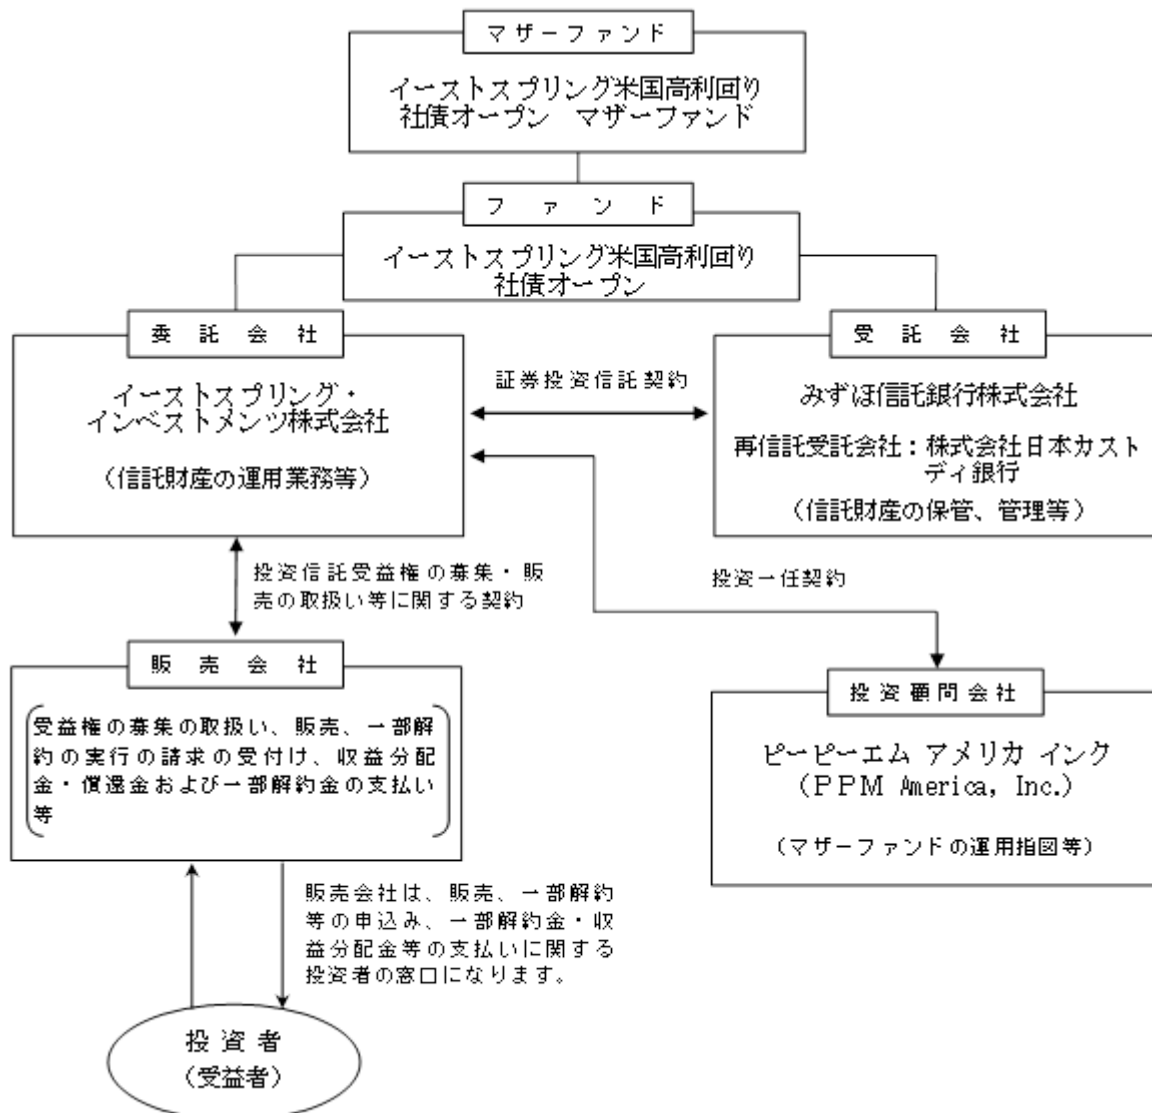 マザーファンド
イーストスプリング米国高利回り
社債オープン　マザーファンド
ファンド
イーストスプリング米国高利回り
社債オープン
委託会社
イーストスプリング・
インベストメンツ株式会社
（信託財産の運用業務等）
証券投資信託契約
受託会社
みずほ信託銀行株式会社
再信託受託会社：株式会社日本カスト
ディ銀行
（信託財産の保管、管理等）
投資信託受益権の募集・販
売の取扱い等に関する契約
投資一任契約
販売会社
受益権の募集の取扱い、販売、一部解
約の実行の請求の受付け、収益分配
金・償還金および一部解約金の支払い
等
投資顧問会社
ピーピーエム アメリカ インク
（PPM America, Inc.）
（マザーファンドの運用指図等）
販売会社は、販売、一部解約
等の申込み、一部解約金・収
益分配金等の支払いに関する
投資者の窓口になります。
投資者
（受益者）